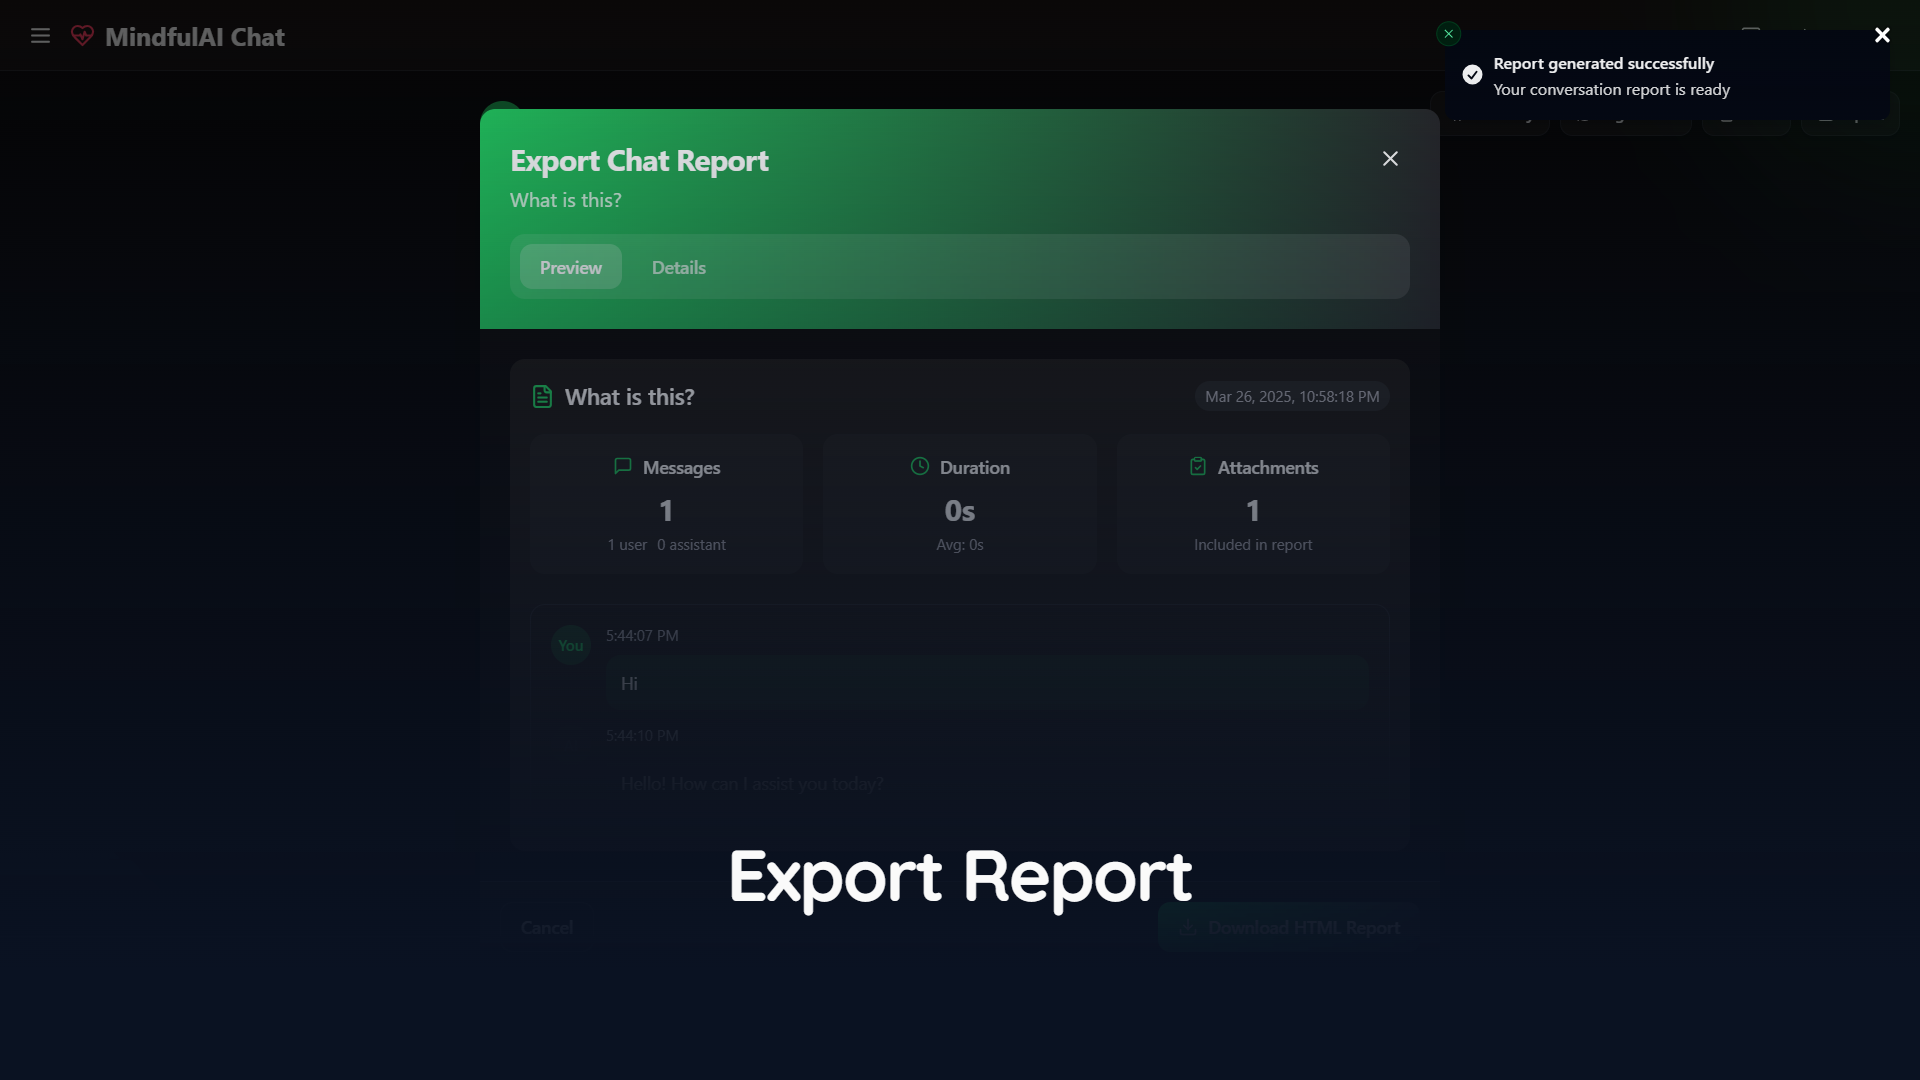 MindfulAI Chat
Report generated successfully
Your conversation report is ready
Export Chat Report
What is this?
Preview
Details
What is this?
Mar 26, 2025, 10:58:18 PM
Messages
1
1 user 0 assistant
Duration
0s
Avg: 0s
Attachments
1
Included in report
You
5:44:07 PM
Hi
5:44:10 PM
Hello! How can I assist you today?
Export Report
Cancel
Download HTML Report